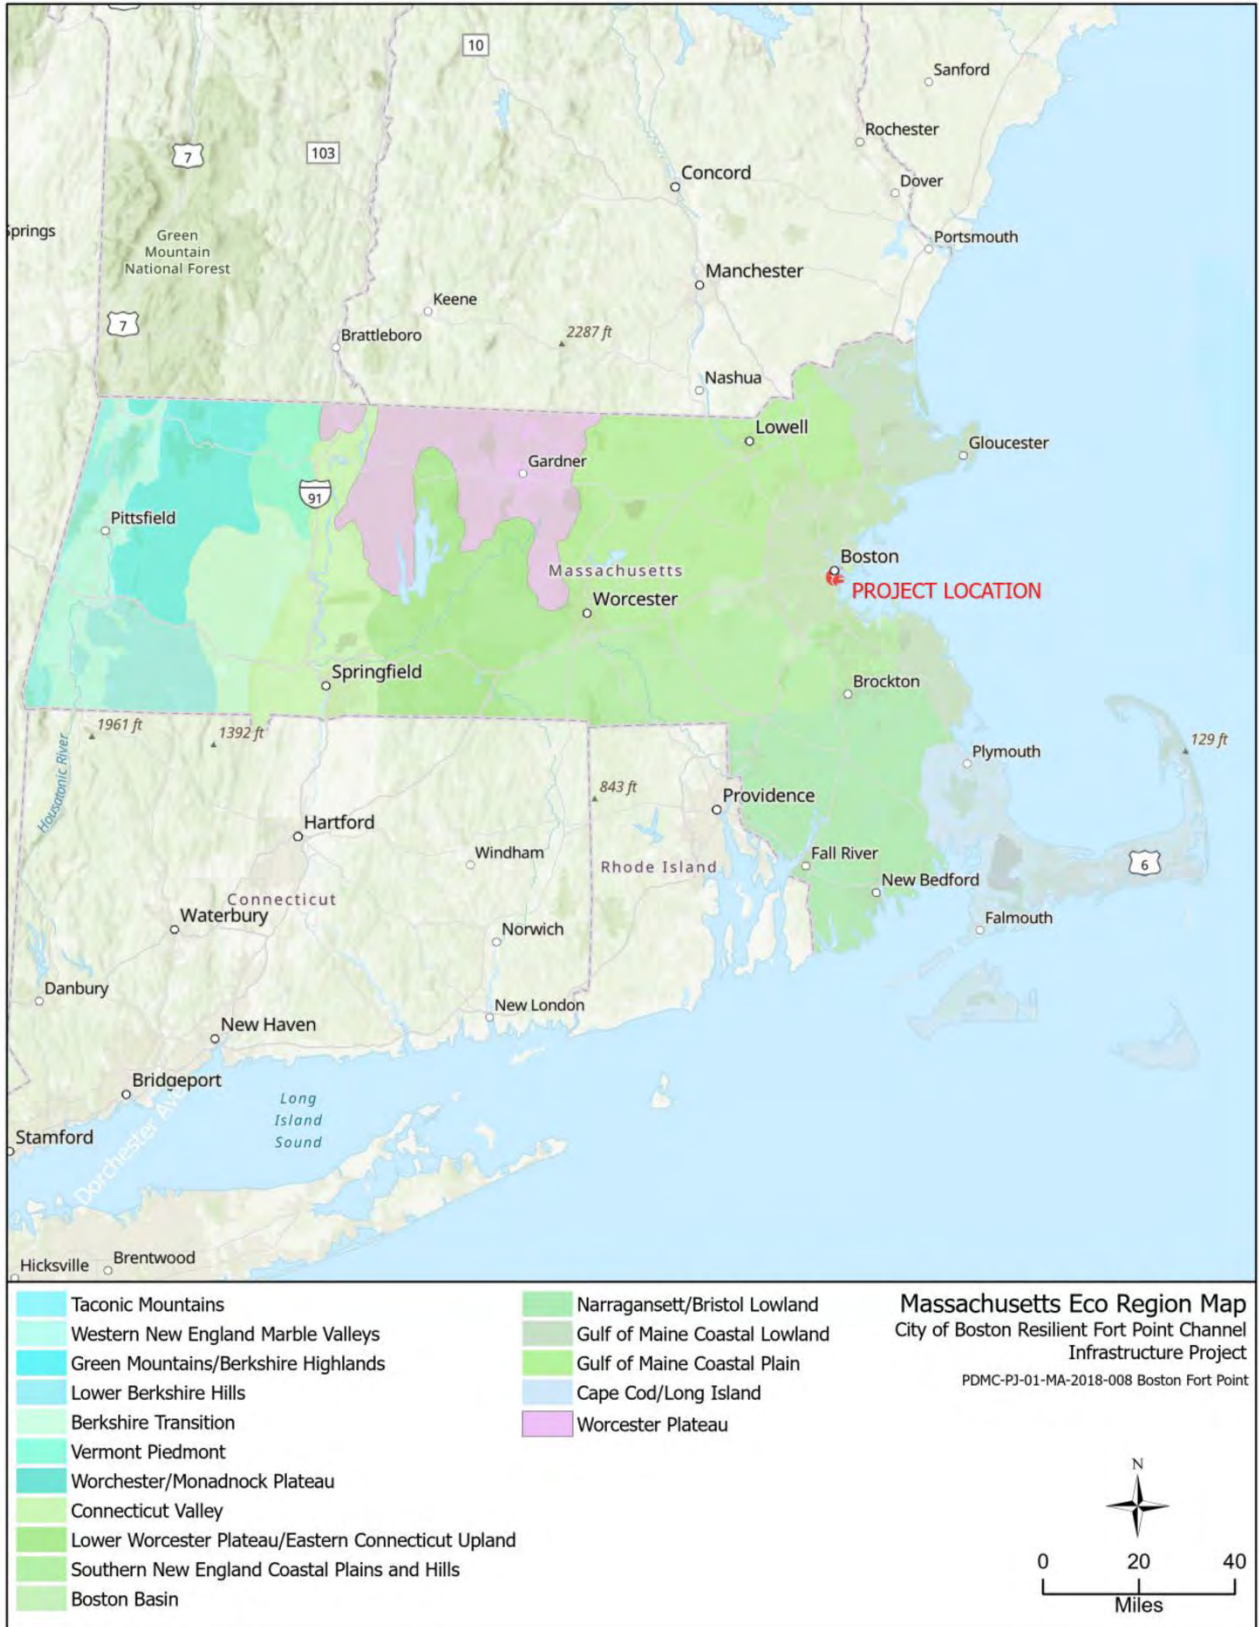 10
Sanford
Rochester
7
103
Concord
Dover
Springs
Green
Mountain
National Forest
Portsmouth
Manchester
Keene
7
Brattleboro
2287 ft
Nashua
Lowell
Gloucester
Gardner
91
Pittsfield
Boston
Massachusetts
PROJECT LOCATION
Worcester
Springfield
Brockton
1961 ft
1392 ft
Housatonic River
129 ft
Plymouth
843 ft
Providence
Hartford
Windham
Rhode Island
Fall River
6
New Bedford
Connecticut
Waterbury
Falmouth
Norwich
Danbury
New London
New Haven
Bridgeport
Long
Island
Sound
Stamford
Dorchester Ave
Hicksville
Brentwood
Taconic Mountains
Western New England Marble Valleys
Green Mountains/Berkshire Highlands
Lower Berkshire Hills
Berkshire Transition
Vermont Piedmont
Worchester/Monadnock Plateau
Connecticut Valley
Lower Worcester Plateau/Eastern Connecticut Upland
Southern New England Coastal Plains and Hills
Boston Basin
Narragansett/Bristol Lowland
Gulf of Maine Coastal Lowland
Gulf of Maine Coastal Plain
Cape Cod/Long Island
Worcester Plateau
Massachusetts Eco Region Map
City of Boston Resilient Fort Point Channel
Infrastructure Project
PDMC-PJ-01-MA-2018-008 Boston Fort Point
N
0 20 40
Miles